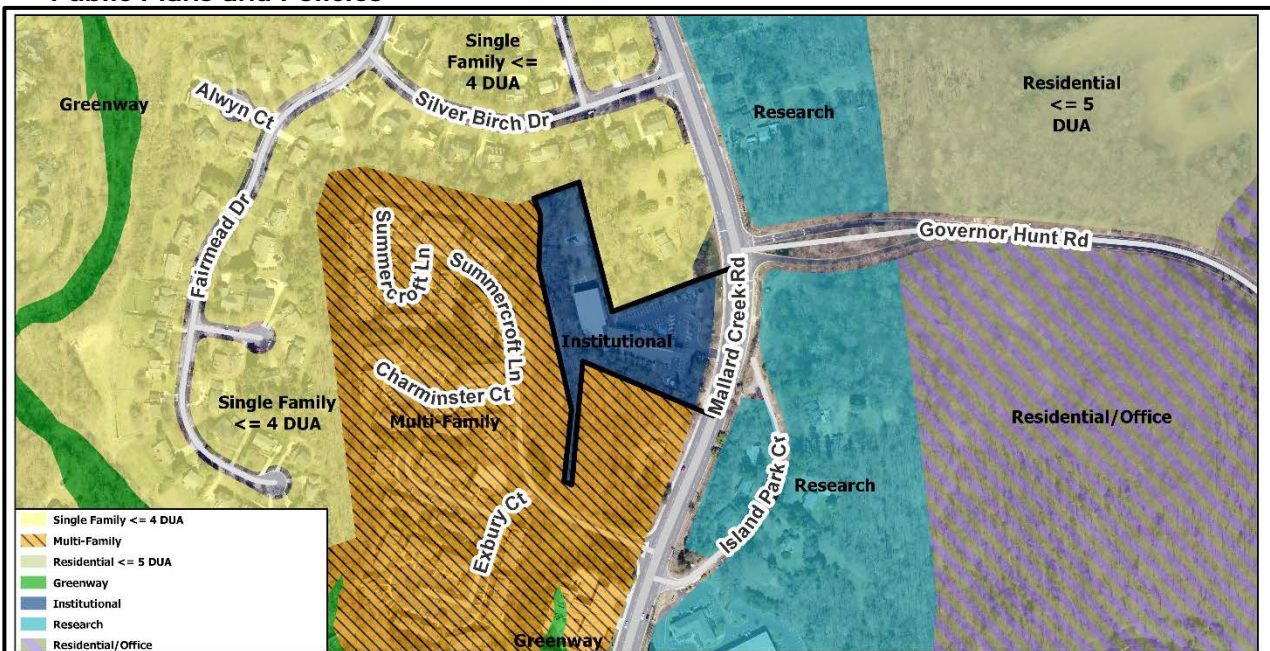 Public Plans and Policies
Single
Family <=
4 DUA
Greenway
Alwyn Ct
Silver Birch Dr
Research
Residential
<= 5
DUA
Fairmead Dr
Summercroft Ln
Summercroft Ln
Governor Hunt Rd
Mallard Creek Rd
Institutional
Charminster Ct
Single Family
<= 4 DUA
Multi-Family
Residential/Office
Research
Island Park Cr
Exbury Ct
Greenway
Single Family <= 4 DUA
Multi-Family
Residential <= 5 DUA
Greenway
Institutional
Research
Residential/Office